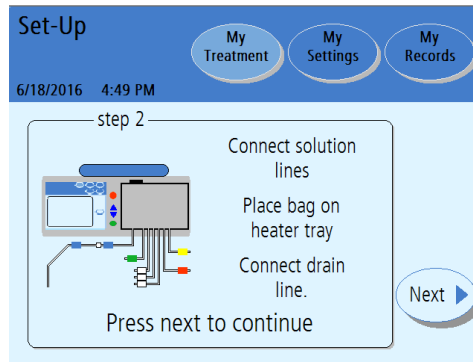 Set-Up
My
Treatment
My
Settings
My
Records
6/18/2016 4:49 PM
step 2
Connect solution
lines
Place bag on
heater tray
Connect drain
line.
Press next to continue
Next